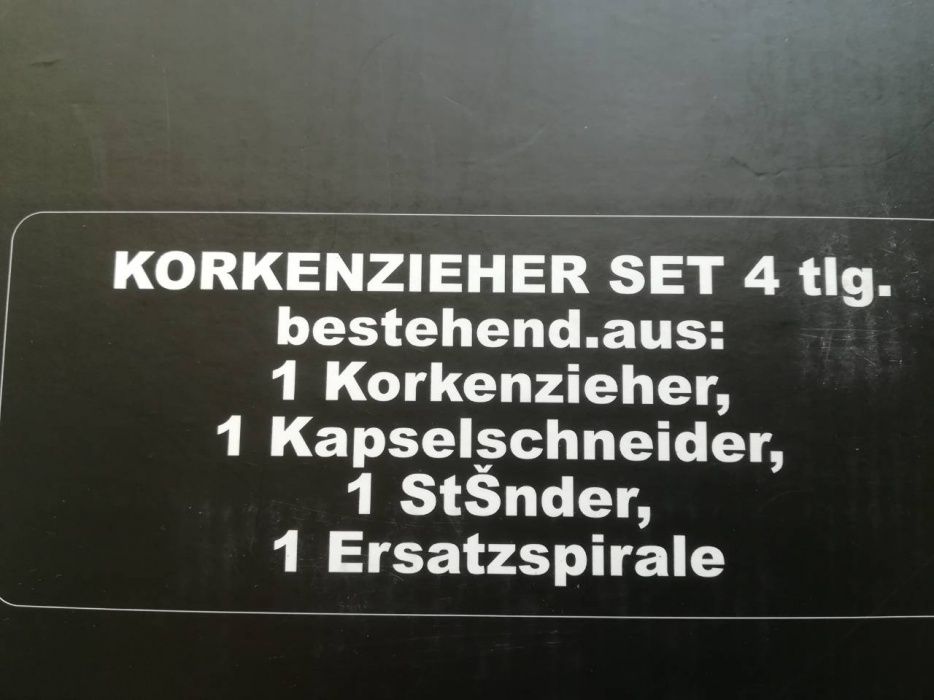 KORKENZIEHER SET 4 tlg.
bestehend.aus:
1 Korkenzieher,
1 Kapselschneider,
1 StŠnder,
1 Ersatzspirale